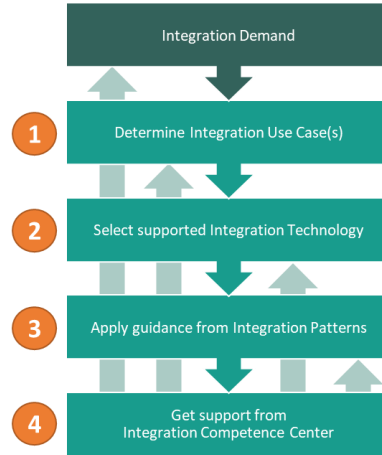 Integration Demand
1
Determine Integration Use Case(s)
2
Select supported Integration Technology
3
Apply guidance from Integration Patterns
4
Get support from
Integration Competence Center